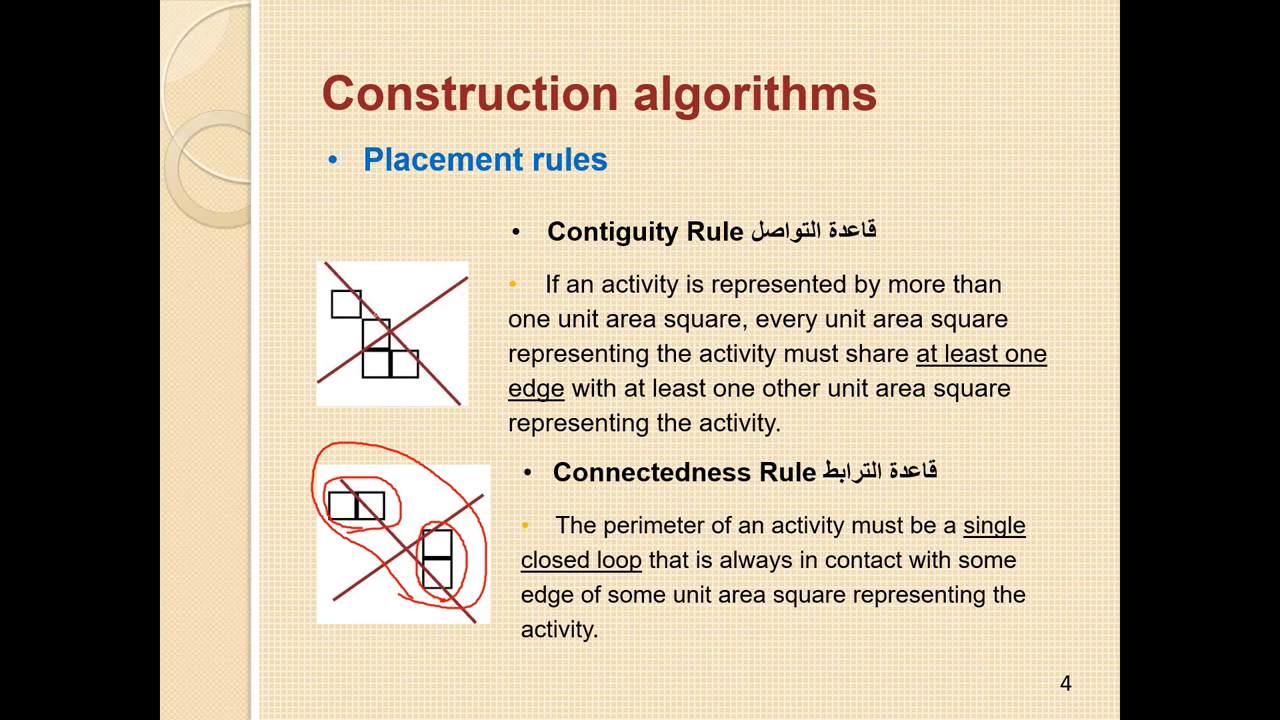 Construction algorithms
• Placement rules
• Contiguity Rule قاعدة التواصل
• If an activity is represented by more than
one unit area square, every unit area square
representing the activity must share at least one
edge with at least one other unit area square
representing the activity.
• Connectedness Rule قاعدة الترابط
• The perimeter of an activity must be a single
closed loop that is always in contact with some
edge of some unit area square representing the
activity.
4